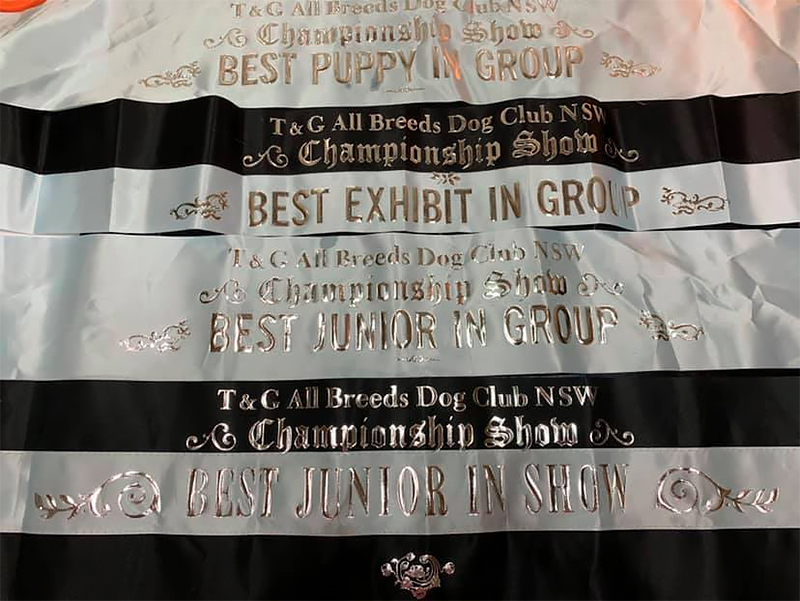 T & G All Breeds Dog Club NSW
Championship Show
BEST PUPPY IN GROUP
T & G All Breeds Dog Club NSW
Championship Show
BEST EXHIBIT IN GROUP
T & G All Breeds Dog Club NSW
Championship Show
BEST JUNIOR IN GROUP
T & G All Breeds Dog Club NSW
Championship Show
BEST JUNIOR IN SHOW